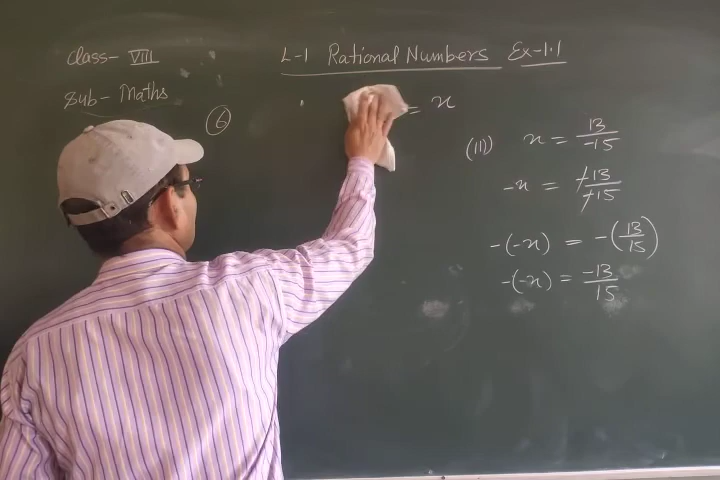 Class- VIII
L-1 Rational Numbers Ex-1.1
Sub- Maths
6
= x
(II) x = 13/-15
-x = -13/-15
-(-x) = -(13/15)
-(-x) = -13/15